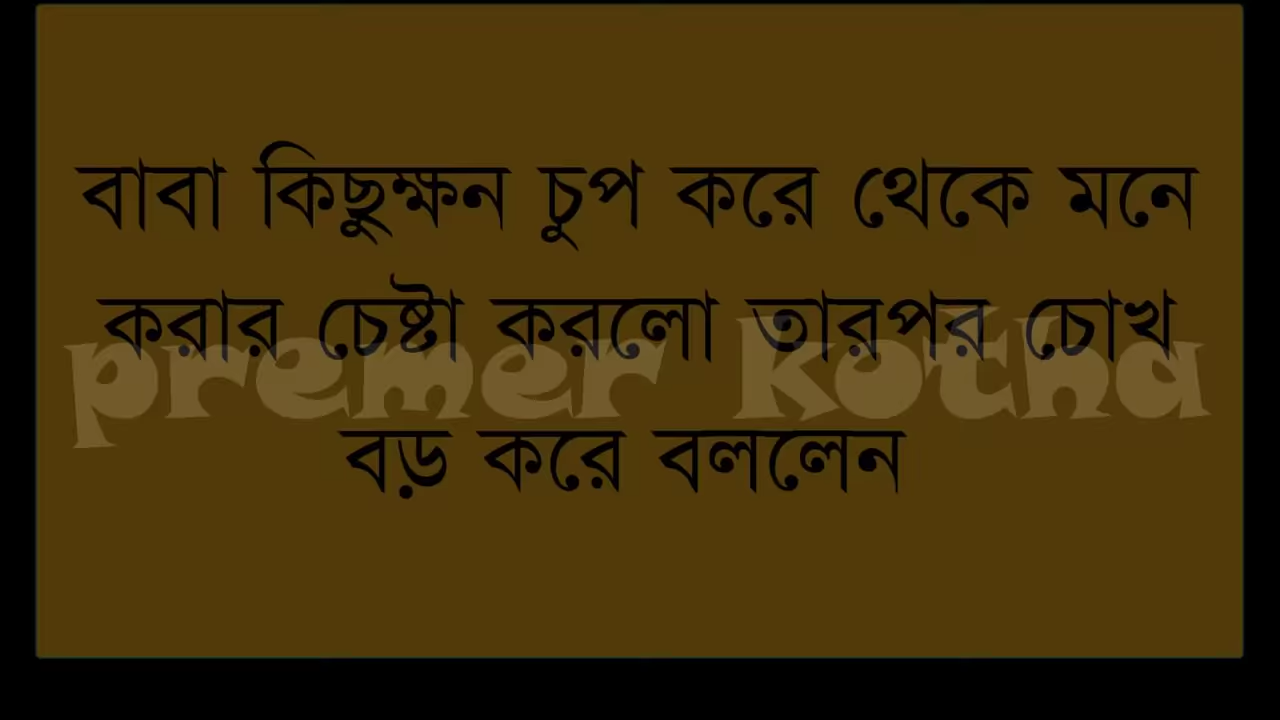 বাবা কিছুক্ষন চুপ করে থেকে মনে
করার চেষ্টা করলো তারপর চোখ
premer kotha
বড় করে বললেন